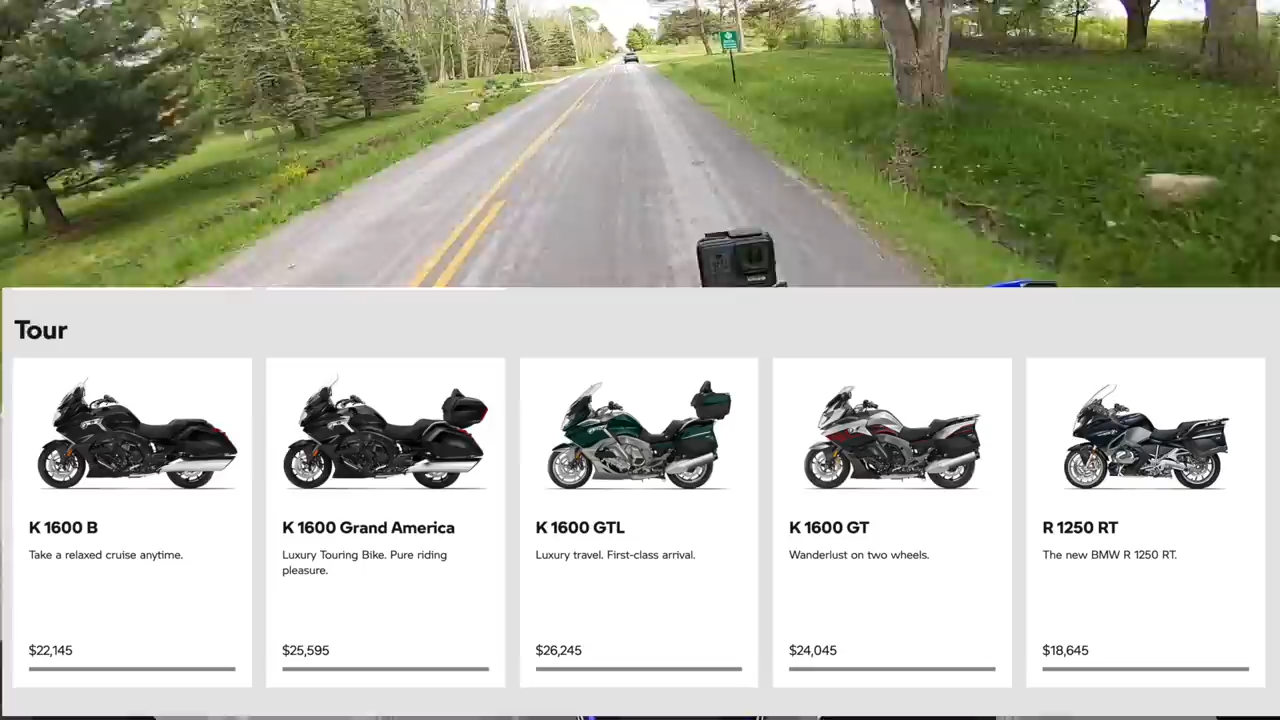 Tour
K 1600 B
Take a relaxed cruise anytime.
$22,145
K 1600 Grand America
Luxury Touring Bike. Pure riding
pleasure.
$25,595
K 1600 GTL
Luxury travel. First-class arrival.
$26,245
K 1600 GT
Wanderlust on two wheels.
$24,045
R 1250 RT
The new BMW R 1250 RT.
$18,645